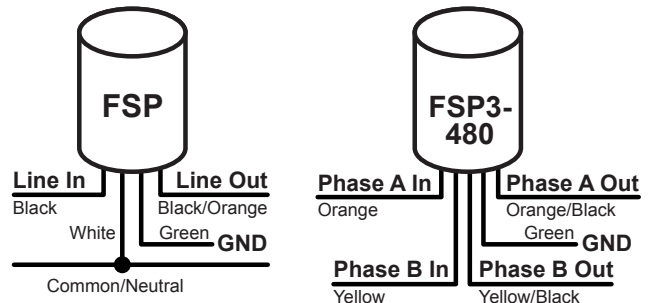 FSP
Line In
Line Out
Black
Black/Orange
White
Green
GND
Common/Neutral
FSP3-
480
Phase A In
Phase A Out
Orange
Orange/Black
Green
GND
Phase B In
Phase B Out
Yellow
Yellow/Black